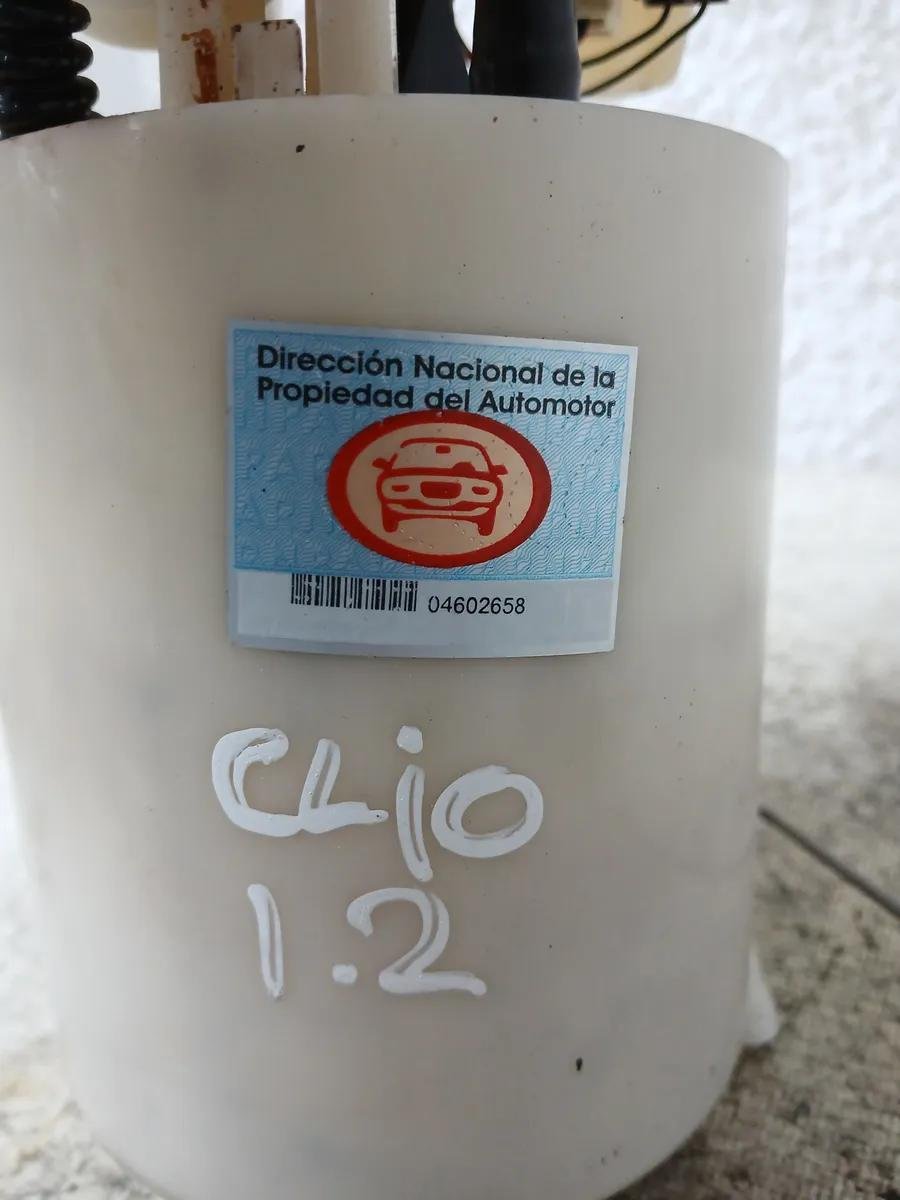 Dirección Nacional de la
Propiedad del Automotor
04602658
CLio
1.2